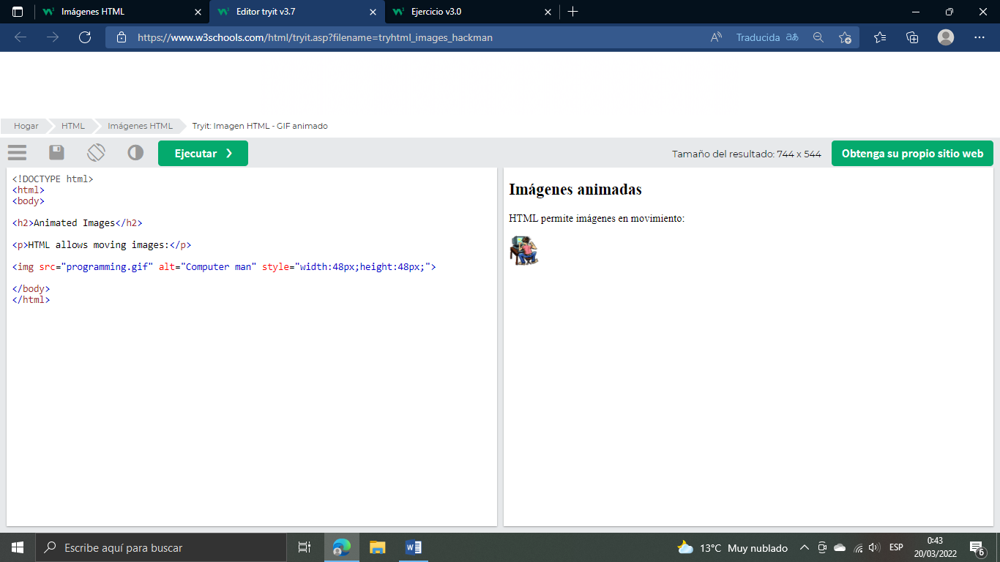 Imágenes HTML
Editor tryit v3.7
Ejercicio v3.0
https://www.w3schools.com/html/tryit.asp?filename=tryhtml_images_hackman
Traducida
Hogar
HTML
Imágenes HTML
Tryit: Imagen HTML - GIF animado
Ejecutar ❯
Tamaño del resultado: 744 x 544
Obtenga su propio sitio web
<!DOCTYPE html>
<html>
<body>
<h2>Animated Images</h2>
<p>HTML allows moving images:</p>
<img src="programming.gif" alt="Computer man" style="width:48px;height:48px;">
</body>
</html>
Imágenes animadas
HTML permite imágenes en movimiento:
Escribe aquí para buscar
13°C Muy nublado
ESP
0:43
20/03/2022
6